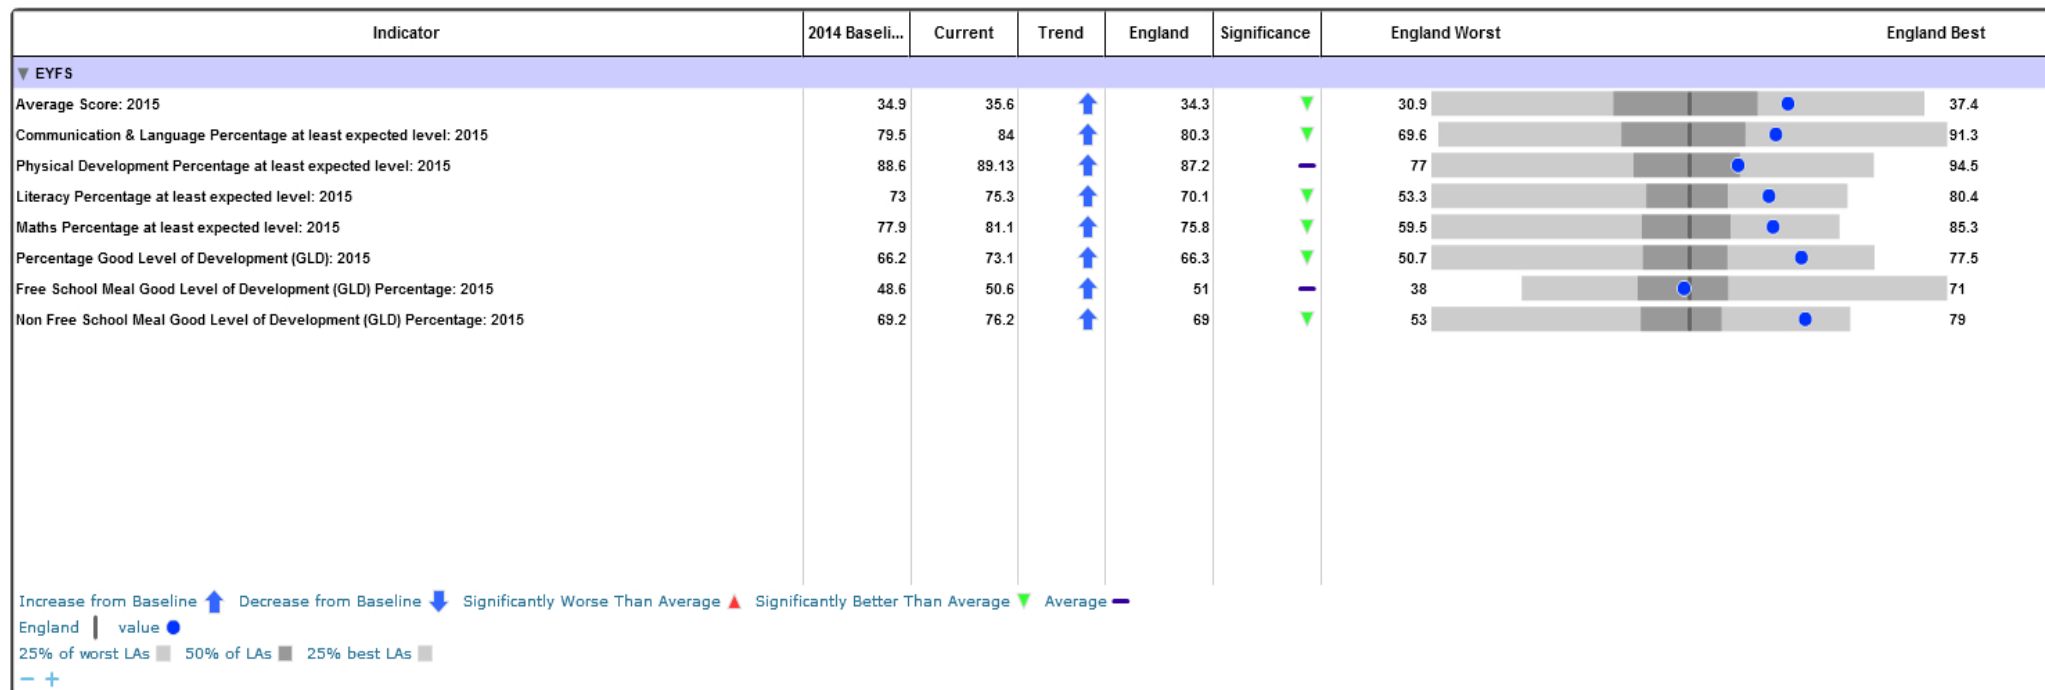 Indicator 2014 Baseli... Current Trend England Significance England Worst England Best
EYFS
Average Score: 2015 34.9 35.6 34.3 30.9 37.4
Communication & Language Percentage at least expected level: 2015 79.5 84 80.3 69.6 91.3
Physical Development Percentage at least expected level: 2015 88.6 89.13 87.2 77 94.5
Literacy Percentage at least expected level: 2015 73 75.3 70.1 53.3 80.4
Maths Percentage at least expected level: 2015 77.9 81.1 75.8 59.5 85.3
Percentage Good Level of Development (GLD): 2015 66.2 73.1 66.3 50.7 77.5
Free School Meal Good Level of Development (GLD) Percentage: 2015 48.6 50.6 51 38 71
Non Free School Meal Good Level of Development (GLD) Percentage: 2015 69.2 76.2 69 53 79
Increase from Baseline Decrease from Baseline Significantly Worse Than Average Significantly Better Than Average Average
England value
25% of worst LAs 50% of LAs 25% best LAs
− +